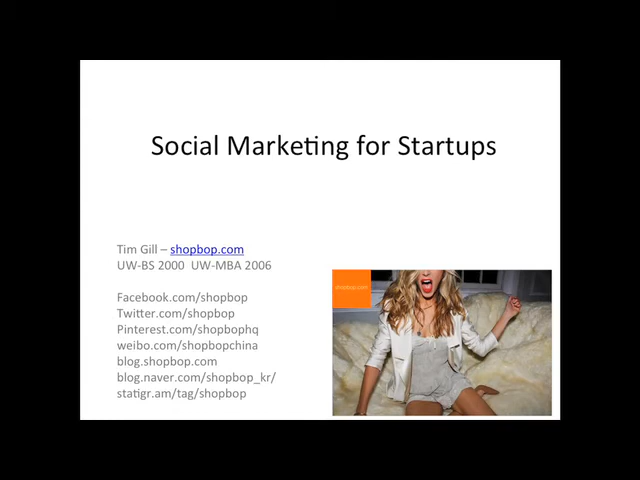 Social Marketing for Startups
Tim Gill – shopbop.com
UW-BS 2000 UW-MBA 2006
Facebook.com/shopbop
Twitter.com/shopbop
Pinterest.com/shopbophq
weibo.com/shopbopchina
blog.shopbop.com
blog.naver.com/shopbop_kr/
statigr.am/tag/shopbop
shopbop.com